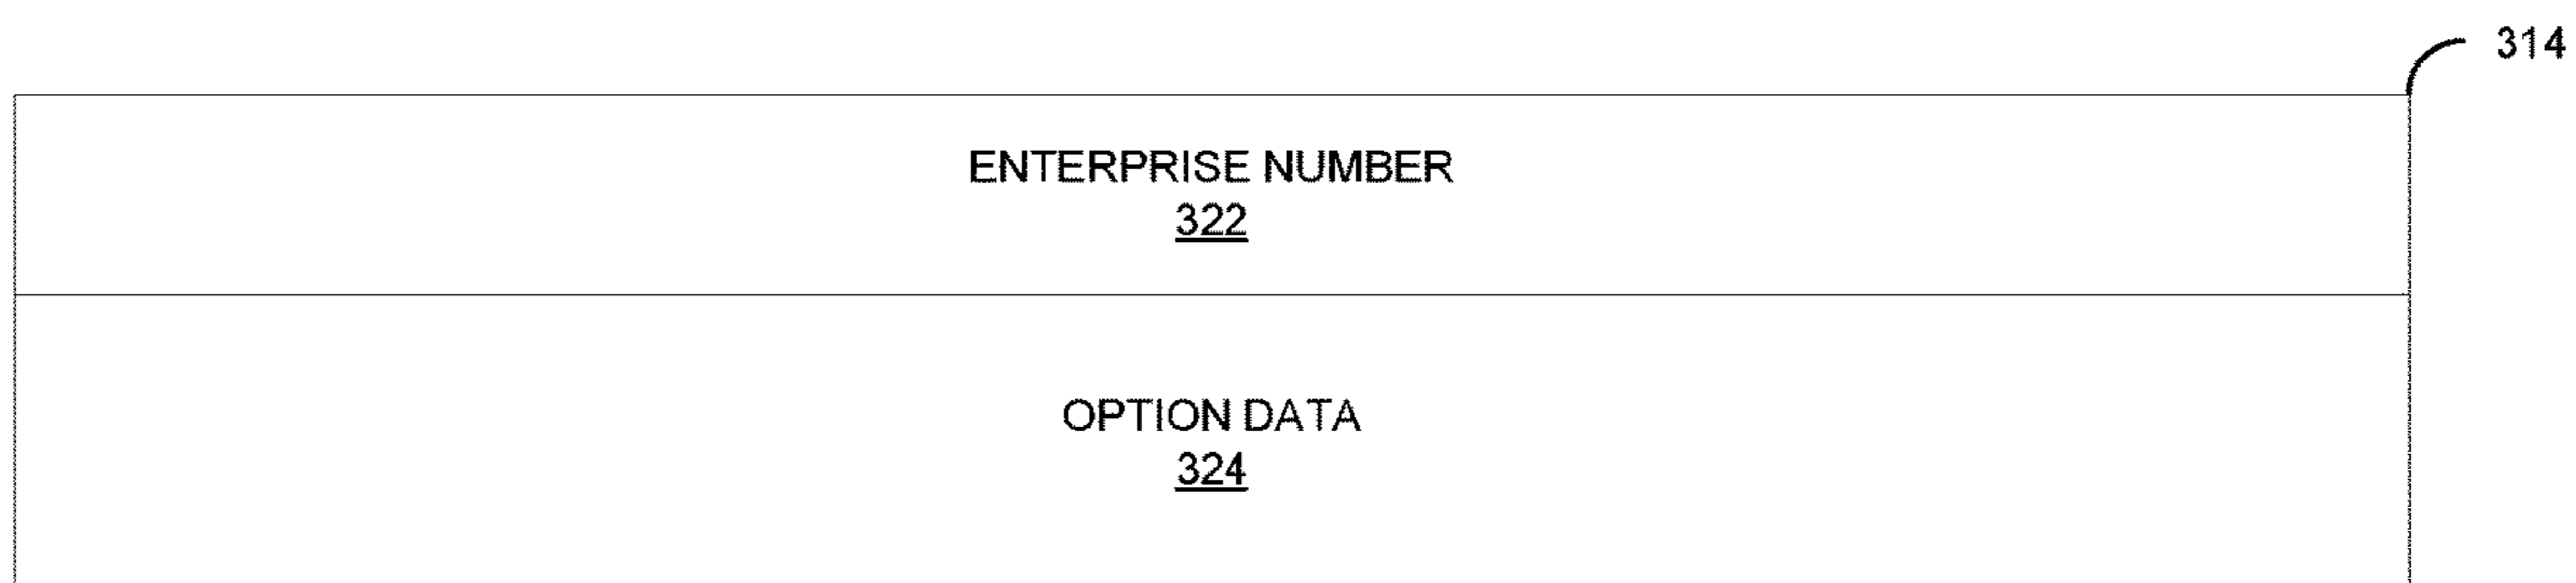 314
ENTERPRISE NUMBER
322
OPTION DATA
324